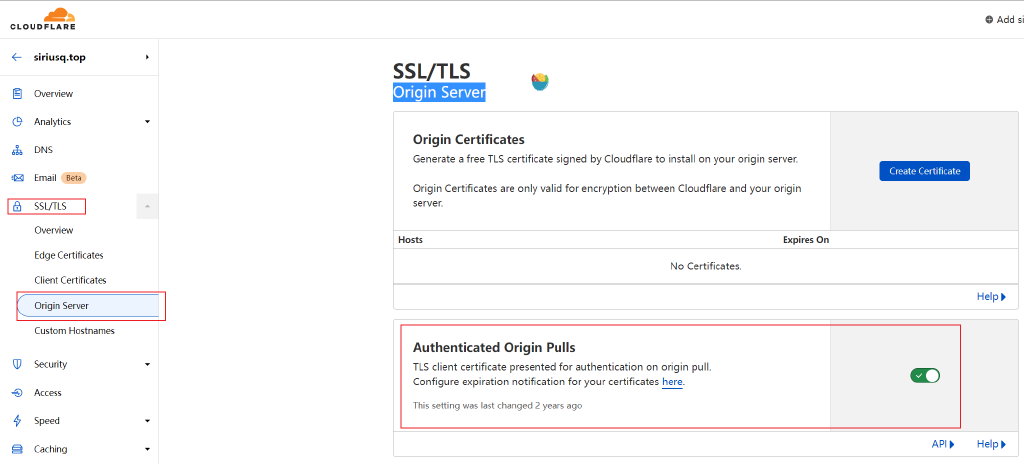 CLOUDFLARE
Add si
siriusq.top
Overview
Analytics
DNS
Email Beta
SSL/TLS
Overview
Edge Certificates
Client Certificates
Origin Server
Custom Hostnames
Security
Access
Speed
Caching
SSL/TLS
Origin Server
Origin Certificates
Generate a free TLS certificate signed by Cloudflare to install on your origin server.
Origin Certificates are only valid for encryption between Cloudflare and your origin
server.
Create Certificate
Hosts Expires On
No Certificates.
Help
Authenticated Origin Pulls
TLS client certificate presented for authentication on origin pull.
Configure expiration notification for your certificates here.
This setting was last changed 2 years ago
API Help